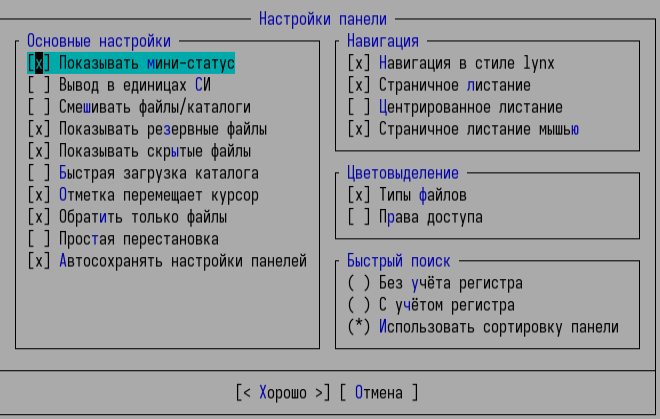 Настройки панели
Основные настройки
[x] Показывать мини-статус
[ ] Вывод в единицах СИ
[ ] Смешивать файлы/каталоги
[x] Показывать резервные файлы
[x] Показывать скрытые файлы
[ ] Быстрая загрузка каталога
[x] Отметка перемещает курсор
[x] Обратить только файлы
[ ] Простая перестановка
[x] Автосохранять настройки панелей
Навигация
[x] Навигация в стиле lynx
[x] Страничное листание
[ ] Центрированное листание
[x] Страничное листание мышью
Цветовыделение
[x] Типы файлов
[ ] Права доступа
Быстрый поиск
( ) Без учёта регистра
( ) С учётом регистра
(*) Использовать сортировку панели
[< Хорошо >] [ Отмена ]